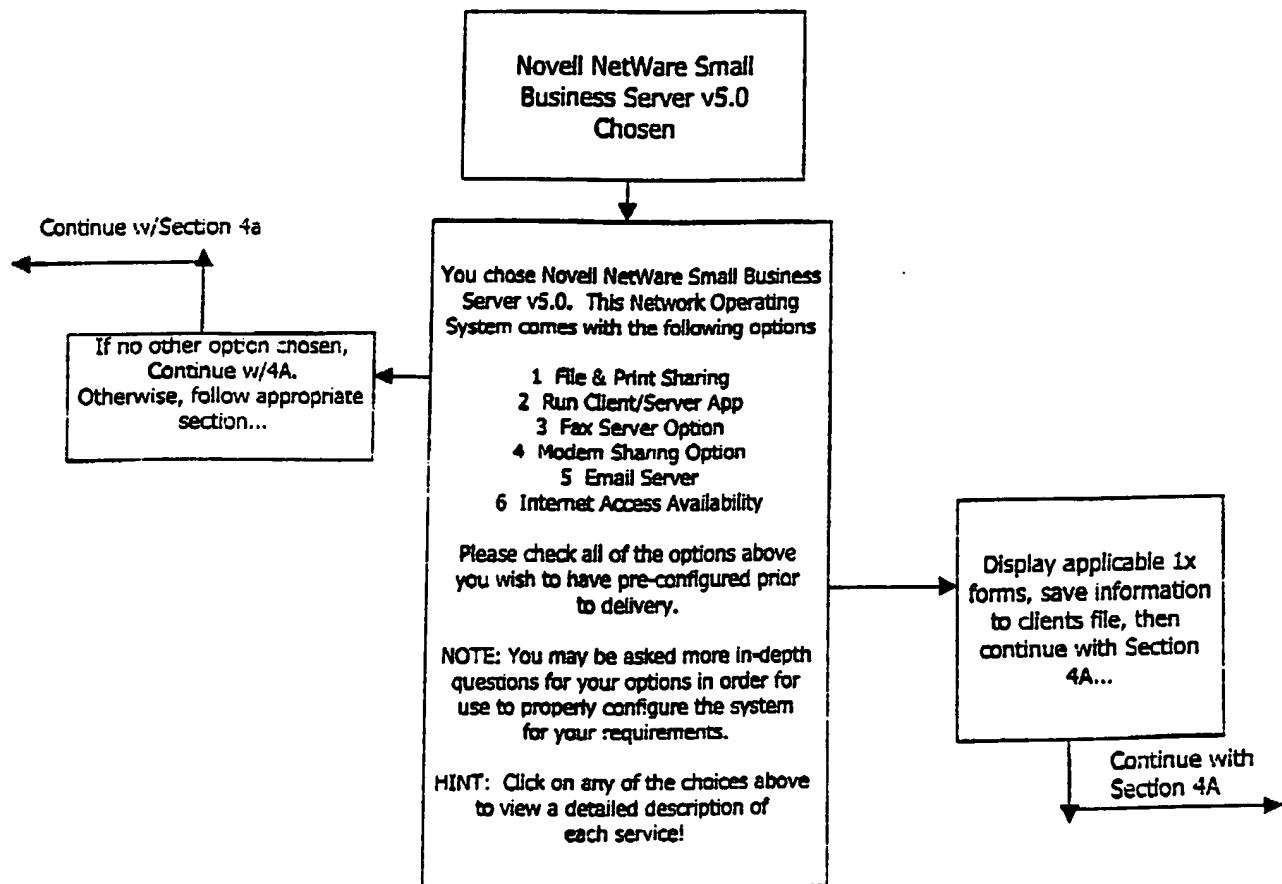 Novell NetWare Small
Business Server v5.0
Chosen
Continue w/Section 4a
You chose Novell NetWare Small Business
Server v5.0. This Network Operating
System comes with the following options
1 File & Print Sharing
2 Run Client/Server App
3 Fax Server Option
4 Modem Sharing Option
5 Email Server
6 Internet Access Availability
Please check all of the options above
you wish to have pre-configured prior
to delivery.
NOTE: You may be asked more in-depth
questions for your options in order for
use to properly configure the system
for your requirements.
HINT: Click on any of the choices above
to view a detailed description of
each service!
If no other option chosen,
Continue w/4A.
Otherwise, follow appropriate
section...
Display applicable 1x
forms, save information
to clients file, then
continue with Section
4A...
Continue with
Section 4A